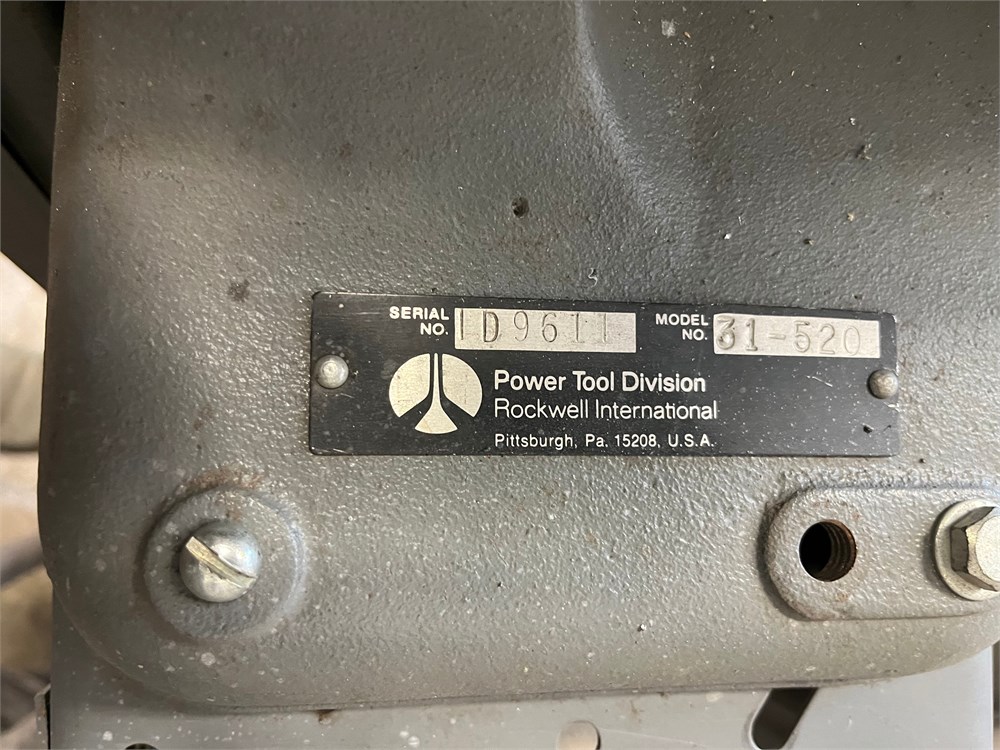 SERIAL NO. ID9611
MODEL NO. 31-520
Power Tool Division
Rockwell International
Pittsburgh, Pa. 15208, U.S.A.